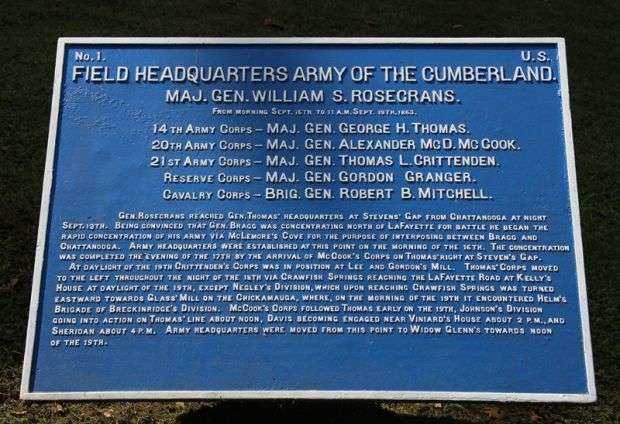 No. 1.
U.S.
FIELD HEADQUARTERS ARMY OF THE CUMBERLAND.
MAJ. GEN. WILLIAM S. ROSECRANS.
FROM MORNING SEPT. 16TH TO 11 A.M. SEPT. 19TH, 1863.
14TH ARMY CORPS – MAJ. GEN. GEORGE H. THOMAS.
20TH ARMY CORPS – MAJ. GEN. ALEXANDER McD. McCOOK.
21ST ARMY CORPS – MAJ. GEN. THOMAS L. CRITTENDEN.
RESERVE CORPS – MAJ. GEN. GORDON GRANGER.
CAVALRY CORPS – BRIG. GEN. ROBERT B. MITCHELL.
GEN. ROSECRANS REACHED GEN. THOMAS' HEADQUARTERS AT STEVENS' GAP FROM CHATTANOOGA AT NIGHT
SEPT. 12TH. BEING CONVINCED THAT GEN. BRAGG WAS CONCENTRATING NORTH OF LAFAYETTE FOR BATTLE HE BEGAN THE
RAPID CONCENTRATION OF HIS ARMY VIA McLEMORE'S COVE FOR THE PURPOSE OF INTERPOSING BETWEEN BRAGG AND
CHATTANOOGA. ARMY HEADQUARTERS WERE ESTABLISHED AT THIS POINT ON THE MORNING OF THE 16TH. THE CONCENTRATION
WAS COMPLETED THE EVENING OF THE 17TH BY THE ARRIVAL OF McCOOK'S CORPS ON THOMAS' RIGHT AT STEVEN'S GAP.
AT DAYLIGHT OF THE 19TH CRITTENDEN'S CORPS WAS IN POSITION AT LEE AND GORDON'S MILL. THOMAS' CORPS MOVED
TO THE LEFT THROUGHOUT THE NIGHT OF THE 18TH VIA CRAWFISH SPRINGS REACHING THE LAFAYETTE ROAD AT KELLY'S
HOUSE AT DAYLIGHT OF THE 19TH, EXCEPT NEGLEY'S DIVISION, WHICH UPON REACHING CRAWFISH SPRINGS WAS TURNED
EASTWARD TOWARDS GLASS' MILL ON THE CHICKAMAUGA, WHERE, ON THE MORNING OF THE 19TH IT ENCOUNTERED HELM'S
BRIGADE OF BRECKINRIDGE'S DIVISION. McCOOK'S CORPS FOLLOWED THOMAS EARLY ON THE 19TH, JOHNSON'S DIVISION
GOING INTO ACTION ON THOMAS' LINE ABOUT NOON, DAVIS BECOMING ENGAGED NEAR VINIARD'S HOUSE ABOUT 2 P.M., AND
SHERIDAN ABOUT 4 P.M. ARMY HEADQUARTERS WERE MOVED FROM THIS POINT TO WIDOW GLENN'S TOWARDS NOON
OF THE 19TH.